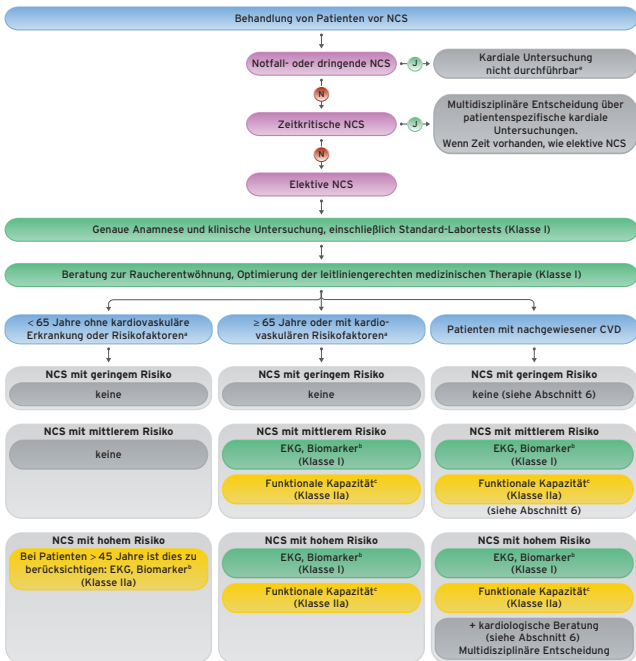 Behandlung von Patienten vor NCS
Notfall- oder dringende NCS
J
Kardiale Untersuchung
nicht durchführbarᵃ
N
Zeitkritische NCS
J
Multidisziplinäre Entscheidung über
patientenspezifische kardiale
Untersuchungen.
Wenn Zeit vorhanden, wie elektive NCS
N
Elektive NCS
Genaue Anamnese und klinische Untersuchung, einschließlich Standard-Labortests (Klasse I)
Beratung zur Raucherentwöhnung, Optimierung der leitliniengerechten medizinischen Therapie (Klasse I)
< 65 Jahre ohne kardiovaskuläre
Erkrankung oder Risikofaktorenᵃ
NCS mit geringem Risiko
keine
NCS mit mittlerem Risiko
keine
NCS mit hohem Risiko
Bei Patienten > 45 Jahren ist dies zu
berücksichtigen: EKG, Biomarkerᵇ
(Klasse IIa)
≥ 65 Jahre oder mit kardio-
vaskulären Risikofaktorenᵃ
NCS mit geringem Risiko
keine
NCS mit mittlerem Risiko
EKG, Biomarkerᵇ
(Klasse I)
Funktionale Kapazitätᶜ
(Klasse IIa)
NCS mit hohem Risiko
EKG, Biomarkerᵇ
(Klasse I)
Funktionale Kapazitätᶜ
(Klasse IIa)
Patienten mit nachgewiesener CVD
NCS mit geringem Risiko
keine (siehe Abschnitt 6)
NCS mit mittlerem Risiko
EKG, Biomarkerᵇ
(Klasse I)
Funktionale Kapazitätᶜ
(Klasse IIa)
(siehe Abschnitt 6)
NCS mit hohem Risiko
EKG, Biomarkerᵇ
(Klasse I)
Funktionale Kapazitätᶜ
(Klasse IIa)
+ kardiologische Beratung
(siehe Abschnitt 6)
Multidisziplinäre Entscheidung